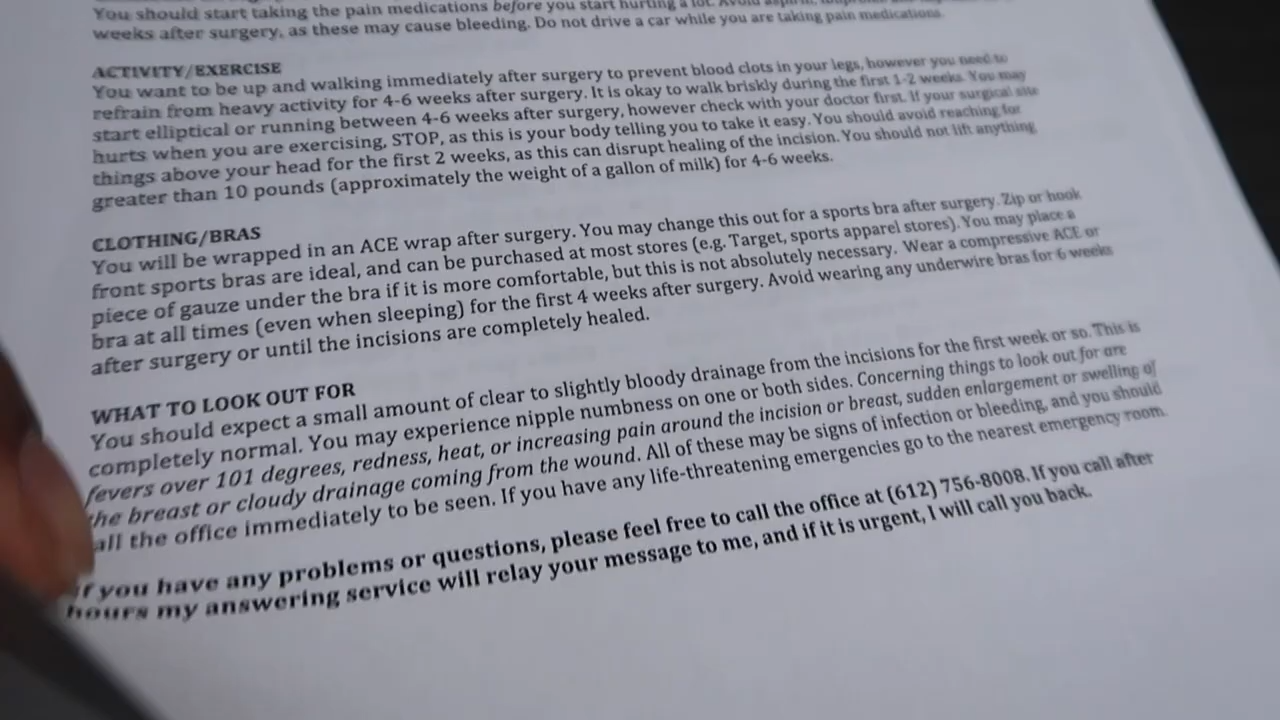 You should start taking the pain medications before you start hurting a lot. Avoid aspirin,
weeks after surgery, as these may cause bleeding. Do not drive a car while you are taking pain medications.
ACTIVITY/EXERCISE
You want to be up and walking immediately after surgery to prevent blood clots in your legs, however you need to
refrain from heavy activity for 4-6 weeks after surgery. It is okay to walk briskly during the first 1-2 weeks. You may
start elliptical or running between 4-6 weeks after surgery, however check with your doctor first. If your surgical site
hurts when you are exercising, STOP, as this is your body telling you to take it easy. You should avoid reaching for
things above your head for the first 2 weeks, as this can disrupt healing of the incision. You should not lift anything
greater than 10 pounds (approximately the weight of a gallon of milk) for 4-6 weeks.
CLOTHING/BRAS
You will be wrapped in an ACE wrap after surgery. You may change this out for a sports bra after surgery. Zip or hook
front sports bras are ideal, and can be purchased at most stores (e.g. Target, sports apparel stores). You may place a
piece of gauze under the bra if it is more comfortable, but this is not absolutely necessary. Wear a compressive ACE or
bra at all times (even when sleeping) for the first 4 weeks after surgery. Avoid wearing any underwire bras for 6 weeks
after surgery or until the incisions are completely healed.
WHAT TO LOOK OUT FOR
You should expect a small amount of clear to slightly bloody drainage from the incisions for the first week or so. This is
completely normal. You may experience nipple numbness on one or both sides. Concerning things to look out for are
fevers over 101 degrees, redness, heat, or increasing pain around the incision or breast, sudden enlargement or swelling of
the breast or cloudy drainage coming from the wound. All of these may be signs of infection or bleeding, and you should
all the office immediately to be seen. If you have any life-threatening emergencies go to the nearest emergency room.
If you have any problems or questions, please feel free to call the office at (612) 756-8008. If you call after
hours my answering service will relay your message to me, and if it is urgent, I will call you back.